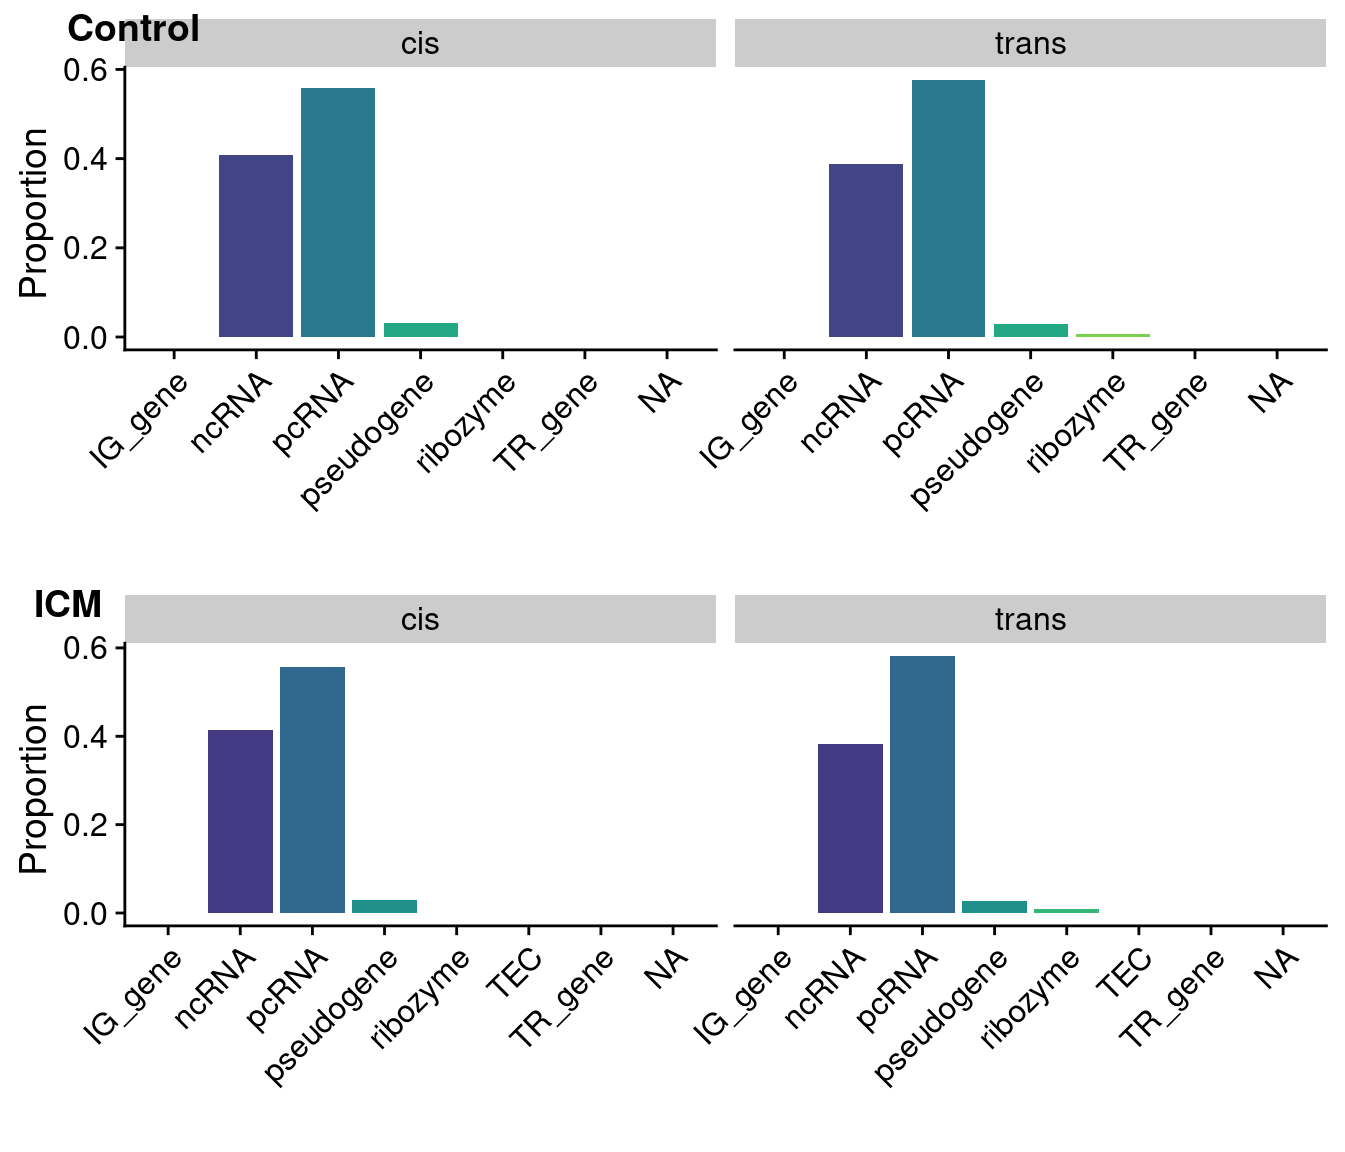 Control
cis
trans
Proportion
0.6
0.4
0.2
0.0
IG_gene
ncRNA
pcRNA
pseudogene
ribozyme
TR_gene
NA
IG_gene
ncRNA
pcRNA
pseudogene
ribozyme
TR_gene
NA
ICM
cis
trans
Proportion
0.6
0.4
0.2
0.0
IG_gene
ncRNA
pcRNA
pseudogene
ribozyme
TEC
TR_gene
NA
IG_gene
ncRNA
pcRNA
pseudogene
ribozyme
TEC
TR_gene
NA